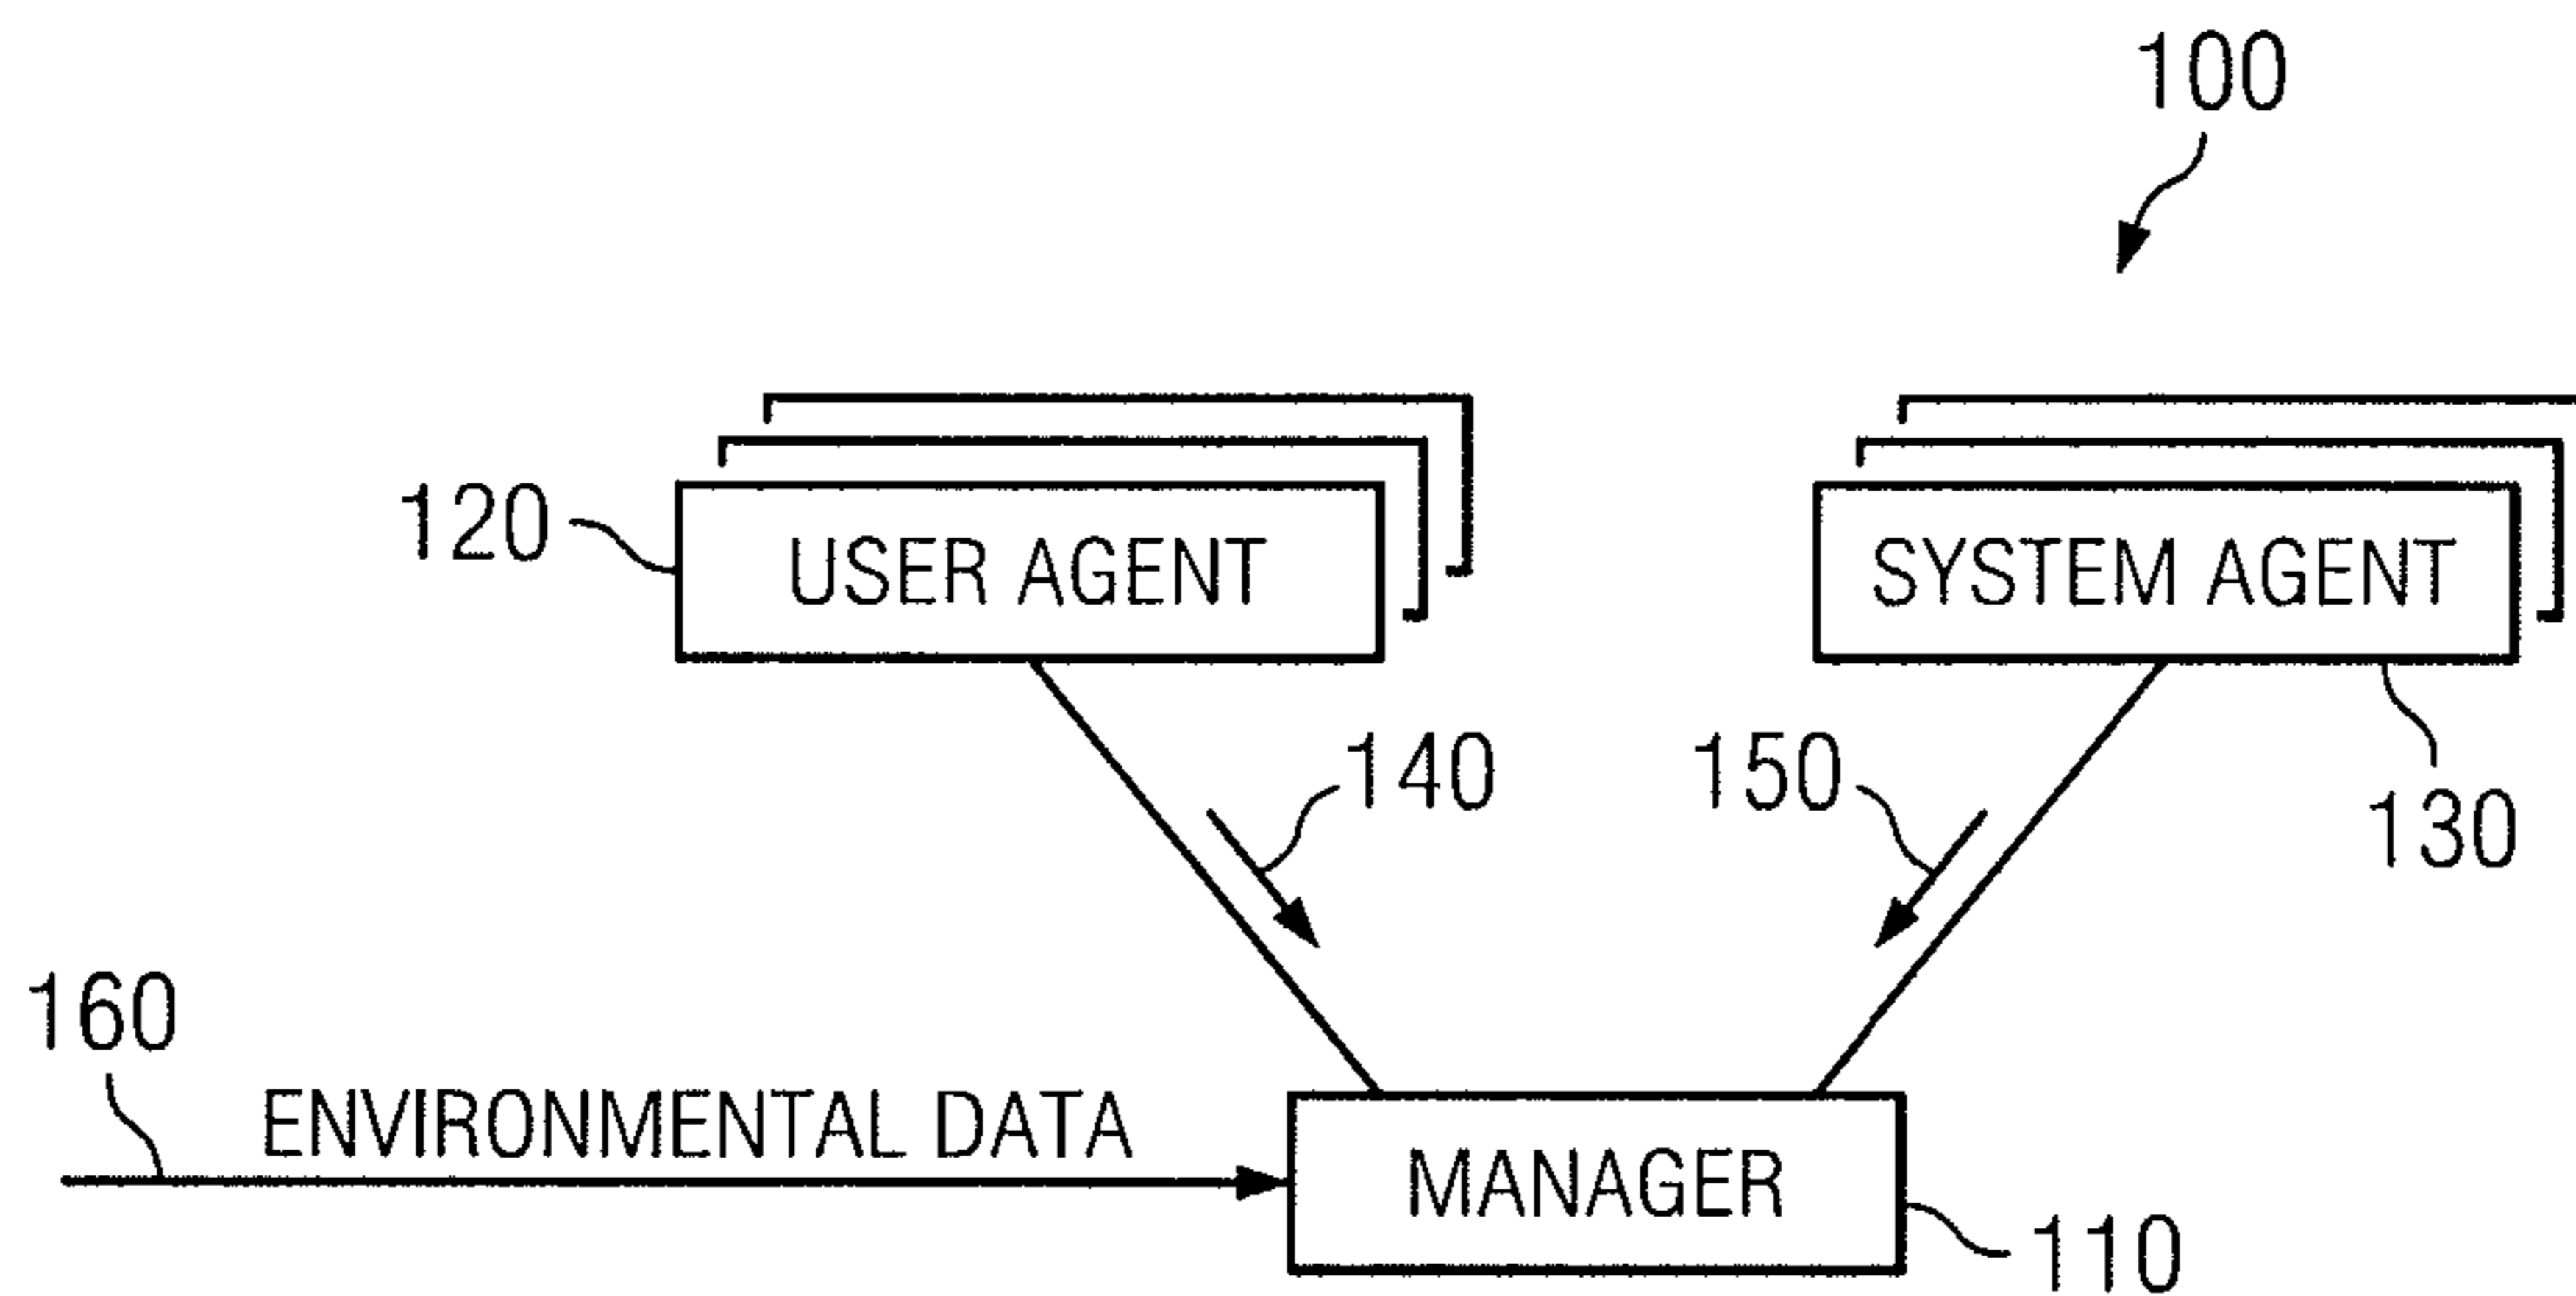 100
120
USER AGENT
SYSTEM AGENT
140
150
130
160
ENVIRONMENTAL DATA
MANAGER
110